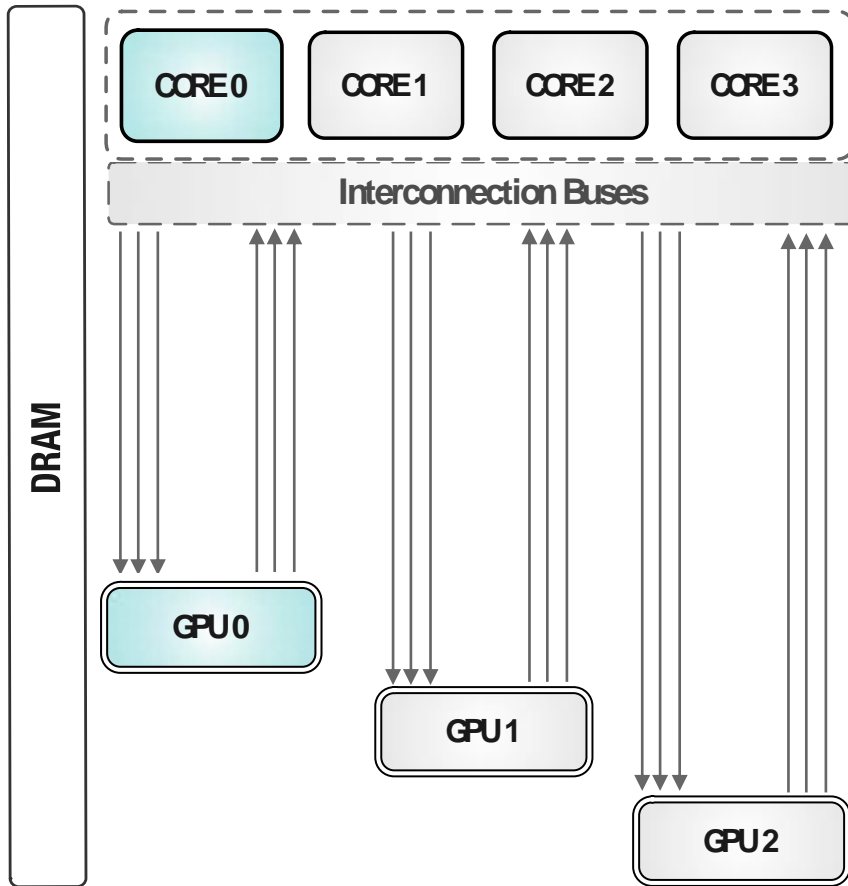 CORE 0
CORE 1
CORE 2
CORE 3
Interconnection Buses
DRAM
GPU 0
GPU 1
GPU 2